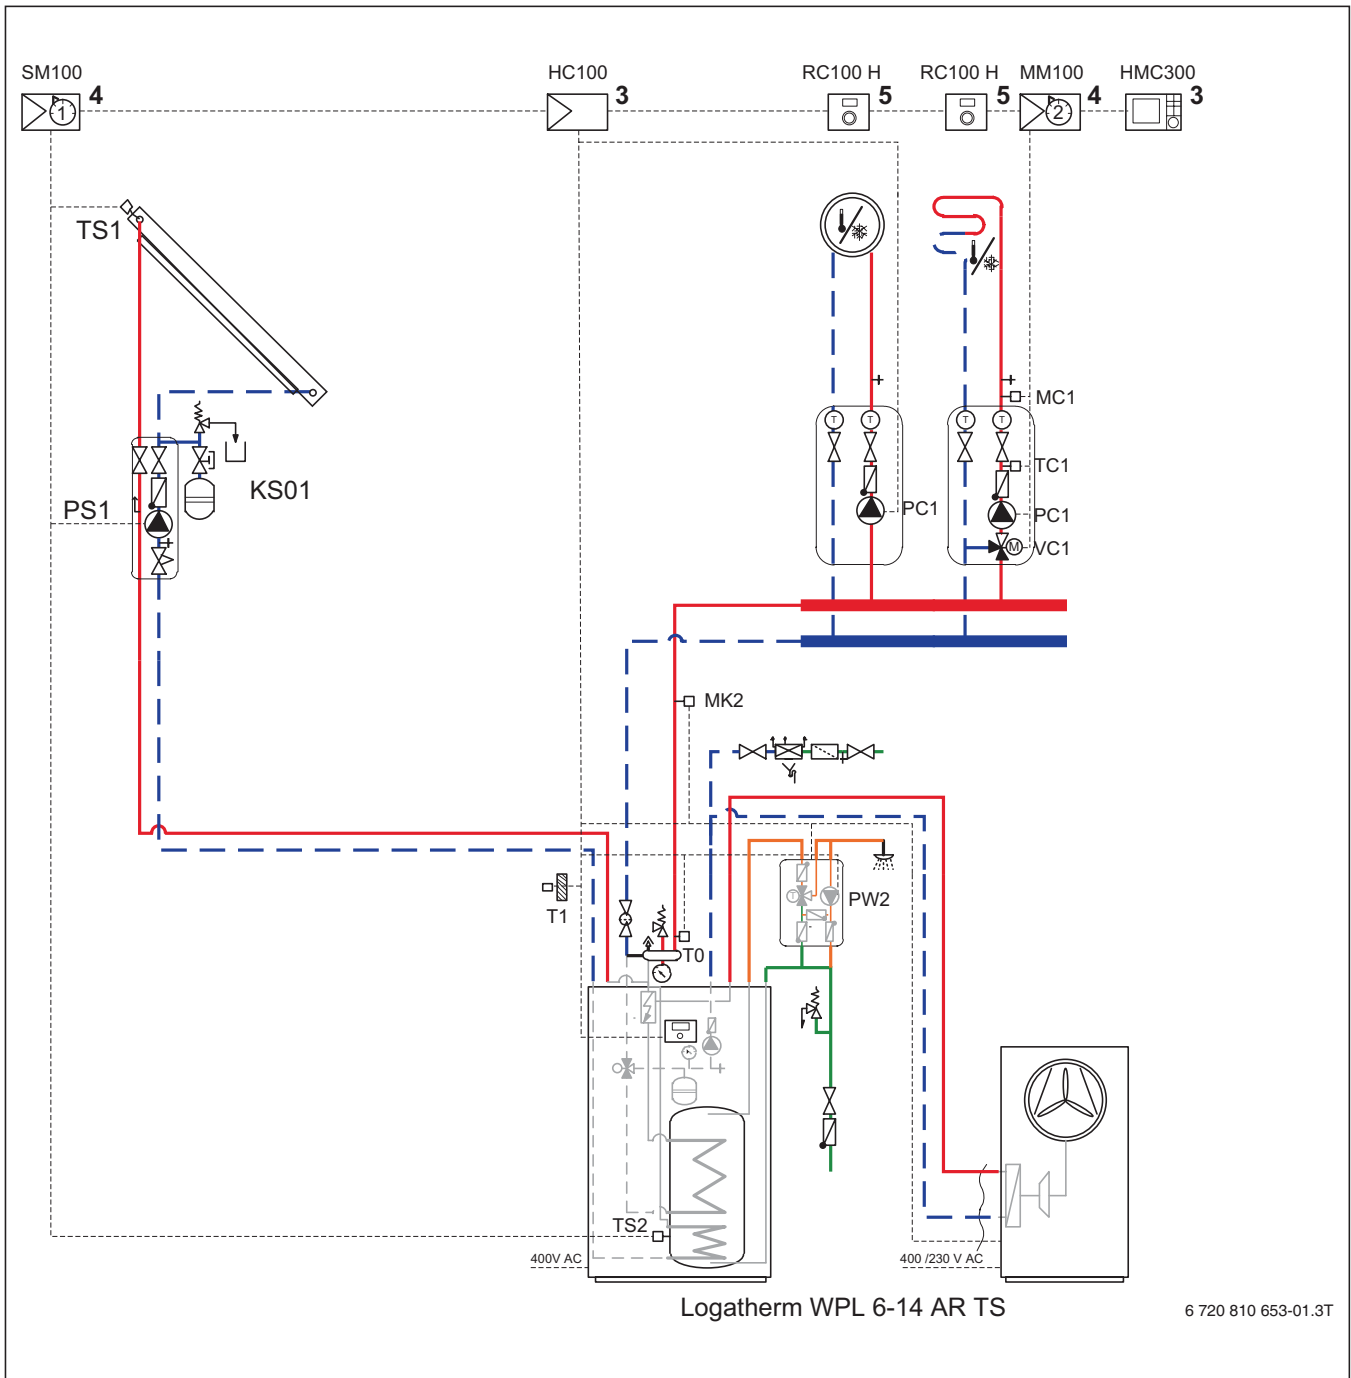 SM100
HC100
RC100 H
RC100 H
MM100
HMC300
1
4
3
5
5
2
4
3
TS1
MC1
T
T
T
T
TC1
KS01
PS1
PC1
PC1
M
VC1
MK2
T1
T
PW2
T0
TS2
400V AC
400 /230 V AC
Logatherm WPL 6-14 AR TS
6 720 810 653-01.3T